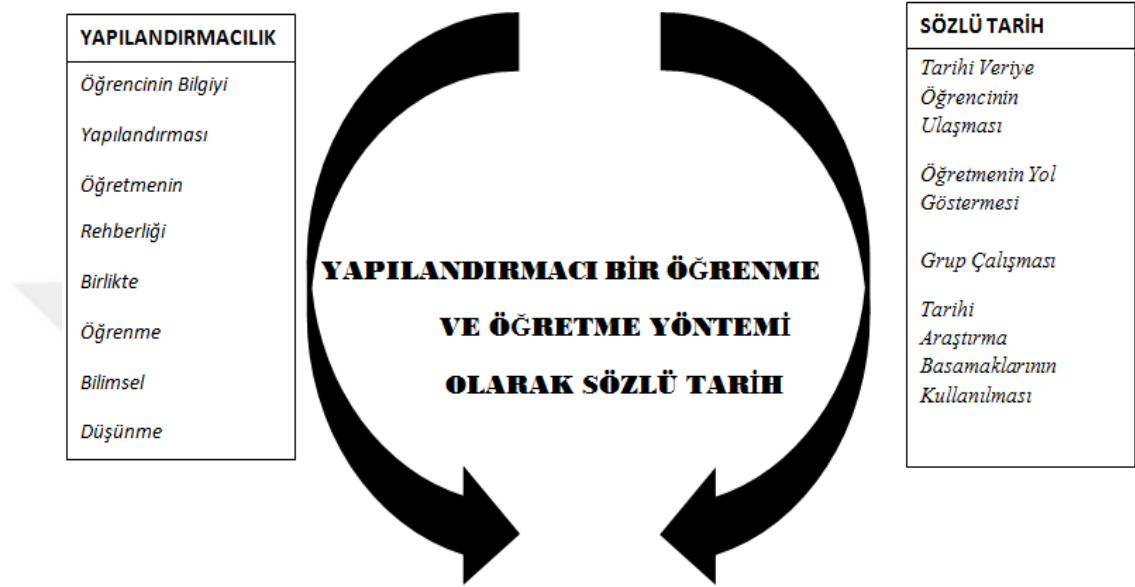 YAPILANDIRMACILIK
Öğrencinin Bilgiyi
Yapılandırması
Öğretmenin
Rehberliği
Birlikte
Öğrenme
Bilimsel
Düşünme
YAPILANDIRMACI BİR ÖĞRENME
VE ÖĞRETME YÖNTEMİ
OLARAK SÖZLÜ TARİH
SÖZLÜ TARİH
Tarihi Veriye
Öğrencinin
Ulaşması
Öğretmenin Yol
Göstermesi
Grup Çalışması
Tarihi
Araştırma
Basamaklarının
Kullanılması